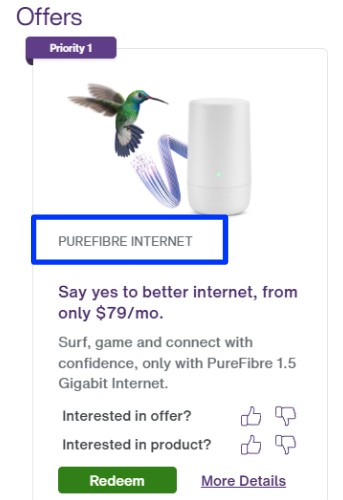 Offers
Priority 1
PUREFIBRE INTERNET
Say yes to better internet, from
only $79/mo.
Surf, game and connect with
confidence, only with PureFibre 1.5
Gigabit Internet.
Interested in offer?
Interested in product?
Redeem
More Details